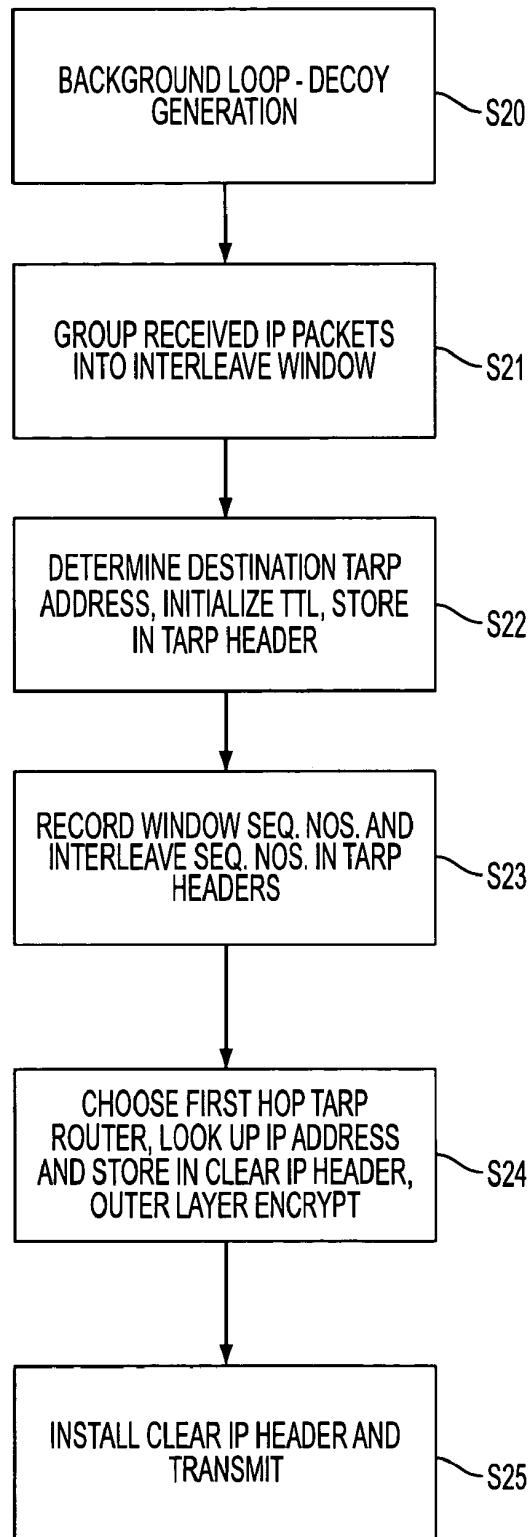 BACKGROUND LOOP - DECOY
GENERATION
S20
GROUP RECEIVED IP PACKETS
INTO INTERLEAVE WINDOW
S21
DETERMINE DESTINATION TARP
ADDRESS, INITIALIZE TTL, STORE
IN TARP HEADER
S22
RECORD WINDOW SEQ. NOS. AND
INTERLEAVE SEQ. NOS. IN TARP
HEADERS
S23
CHOOSE FIRST HOP TARP
ROUTER, LOOK UP IP ADDRESS
AND STORE IN CLEAR IP HEADER,
OUTER LAYER ENCRYPT
S24
INSTALL CLEAR IP HEADER AND
TRANSMIT
S25